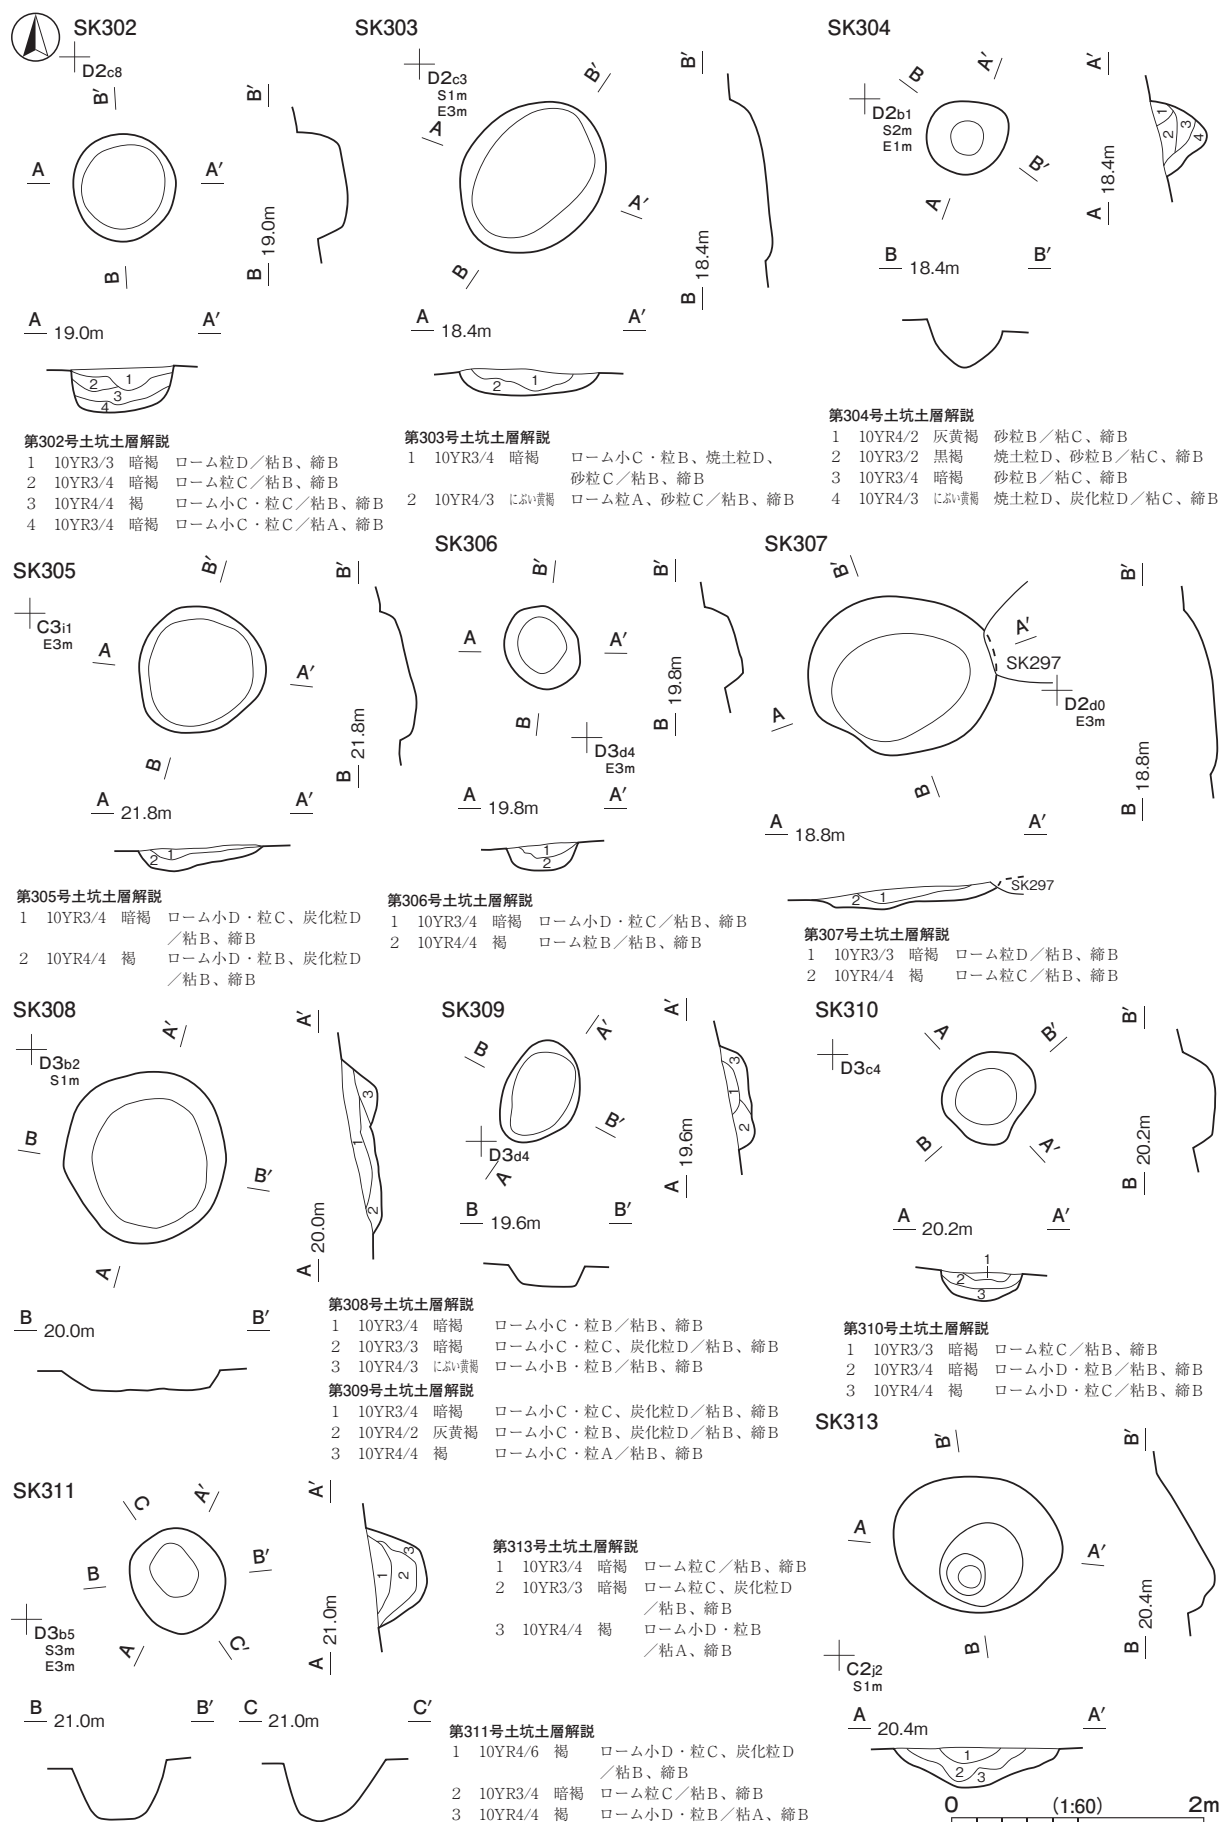 SK302
D2c8
B′
A
A′
B
B′
B 19.0m
A 19.0m
A′
2
1
3
4
第302号土坑土層解説
1 10YR3/3 暗褐 ローム粒D／粘B、締B
2 10YR3/4 暗褐 ローム粒C／粘B、締B
3 10YR4/4 褐 ローム小C・粒C／粘B、締B
4 10YR3/4 暗褐 ローム小C・粒C／粘A、締B
SK303
D2c3
S1m
E3m
B′
A
A′
B
B′
B 18.4m
A 18.4m
A′
2
1
第303号土坑土層解説
1 10YR3/4 暗褐 ローム小C・粒B、焼土粒D、
砂粒C／粘B、締B
2 10YR4/3 にぶい黄褐 ローム粒A、砂粒C／粘B、締B
SK304
D2b1
S2m
E1m
B
A′
B′
A
A′
A 18.4m
1
2
3
4
B 18.4m
B′
第304号土坑土層解説
1 10YR4/2 灰黄褐 砂粒B／粘C、締B
2 10YR3/2 黒褐 焼土粒D、砂粒B／粘C、締B
3 10YR3/4 暗褐 砂粒B／粘C、締B
4 10YR4/3 にぶい黄褐 焼土粒D、炭化粒D／粘C、締B
SK305
C3i1
E3m
B′
A
A′
B
B′
B 21.8m
A 21.8m
A′
2
1
第305号土坑土層解説
1 10YR3/4 暗褐 ローム小D・粒C、炭化粒D
／粘B、締B
2 10YR4/4 褐 ローム小D・粒B、炭化粒D
／粘B、締B
SK306
B′
A
A′
B
D3d4
E3m
B′
B 19.8m
A 19.8m
A′
1
2
第306号土坑土層解説
1 10YR3/4 暗褐 ローム小D・粒C／粘B、締B
2 10YR4/4 褐 ローム粒B／粘B、締B
SK307
B′
A′
SK297
D2d0
E3m
A
B
B′
B 18.8m
A 18.8m
A′
2
1
SK297
第307号土坑土層解説
1 10YR3/3 暗褐 ローム粒D／粘B、締B
2 10YR4/4 褐 ローム粒C／粘B、締B
SK308
D3b2
S1m
A′
B
B′
A
A′
A 20.0m
3
1
2
B 20.0m
B′
第308号土坑土層解説
1 10YR3/4 暗褐 ローム小C・粒B／粘B、締B
2 10YR3/3 暗褐 ローム小C・粒C、炭化粒D／粘B、締B
3 10YR4/3 にぶい黄褐 ローム小B・粒B／粘B、締B
SK309
B
A′
B′
D3d4
A
A′
A 19.6m
3
1
2
B 19.6m
B′
第309号土坑土層解説
1 10YR3/4 暗褐 ローム小C・粒C、炭化粒D／粘B、締B
2 10YR4/2 灰黄褐 ローム小C・粒B、炭化粒D／粘B、締B
3 10YR4/4 褐 ローム小C・粒A／粘B、締B
SK310
D3c4
A
B′
B
A′
B′
B 20.2m
A 20.2m
A′
1
2
3
第310号土坑土層解説
1 10YR3/3 暗褐 ローム粒C／粘B、締B
2 10YR3/4 暗褐 ローム小D・粒B／粘B、締B
3 10YR4/4 褐 ローム小D・粒C／粘B、締B
SK311
C
A′
B
B′
D3b5
S3m
E3m
A
C′
A′
A 21.0m
3
1
2
B 21.0m
B′
C 21.0m
C′
第313号土坑土層解説
1 10YR3/4 暗褐 ローム粒C／粘B、締B
2 10YR3/3 暗褐 ローム粒C、炭化粒D
／粘B、締B
3 10YR4/4 褐 ローム小D・粒B
／粘A、締B
第311号土坑土層解説
1 10YR4/6 褐 ローム小D・粒C、炭化粒D
／粘B、締B
2 10YR3/4 暗褐 ローム粒C／粘B、締B
3 10YR4/4 褐 ローム小D・粒B／粘A、締B
SK313
B′
A
A′
B
C2j2
S1m
B′
B 20.4m
A 20.4m
A′
1
2
3
0 (1:60) 2m